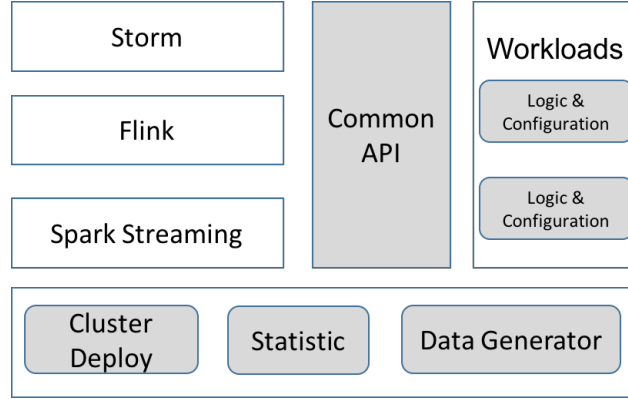 Storm
Flink
Spark Streaming
Common
API
Workloads
Logic &
Configuration
Logic &
Configuration
Cluster
Deploy
Statistic
Data Generator